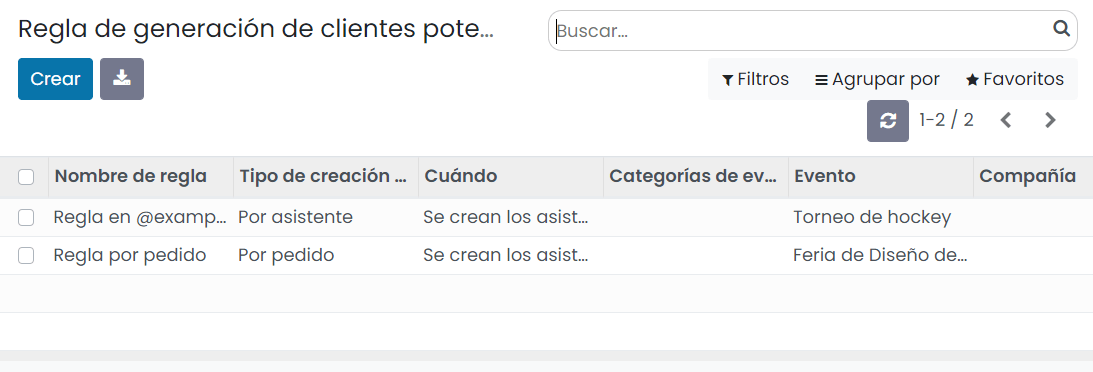 Regla de generación de clientes pote...
Buscar...
Crear
Filtros Agrupar por Favoritos
1-2 / 2
Nombre de regla Tipo de creación ... Cuándo Categorías de ev... Evento Compañía
Regla en @examp... Por asistente Se crean los asist... Torneo de hockey
Regla por pedido Por pedido Se crean los asist... Feria de Diseño de...